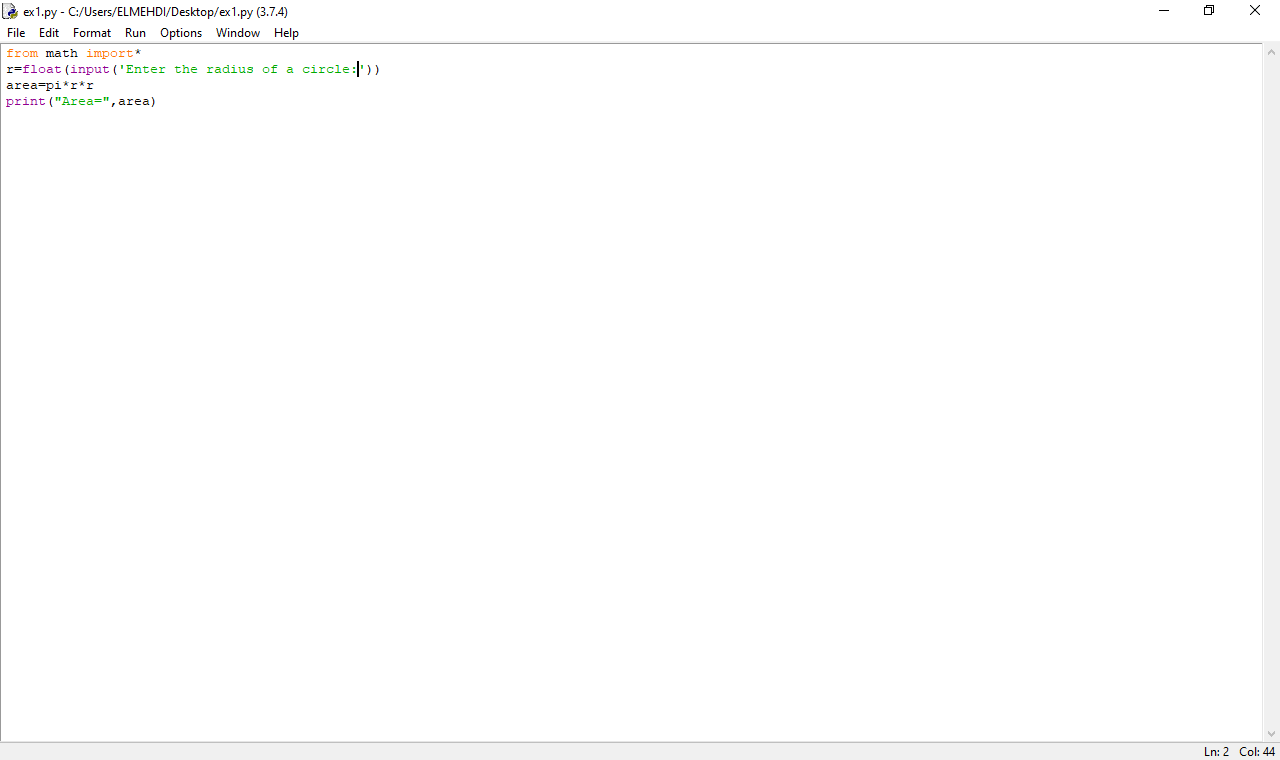 ex1.py - C:/Users/ELMEHDI/Desktop/ex1.py (3.7.4)
File Edit Format Run Options Window Help
from math import*
r=float(input('Enter the radius of a circle:'))
area=pi*r*r
print("Area=",area)
Ln: 2 Col: 44